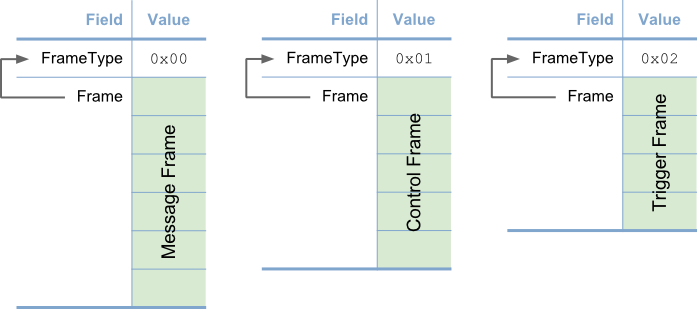 Field Value
FrameType 0x00
Frame
Message Frame
Field Value
FrameType 0x01
Frame
Control Frame
Field Value
FrameType 0x02
Frame
Trigger Frame